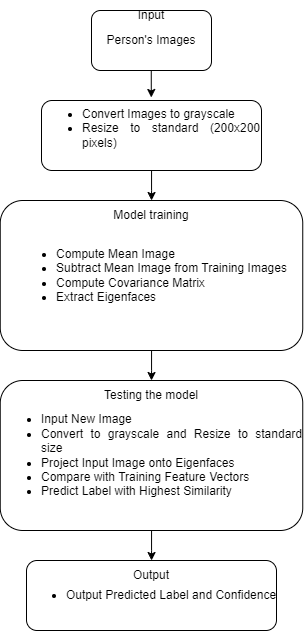 Input
Person's Images
Convert Images to grayscale
Resize to standard (200x200
pixels)
Model training
Compute Mean Image
Subtract Mean Image from Training Images
Compute Covariance Matrix
Extract Eigenfaces
Testing the model
Input New Image
Convert to grayscale and Resize to standard
size
Project Input Image onto Eigenfaces
Compare with Training Feature Vectors
Predict Label with Highest Similarity
Output
Output Predicted Label and Confidence